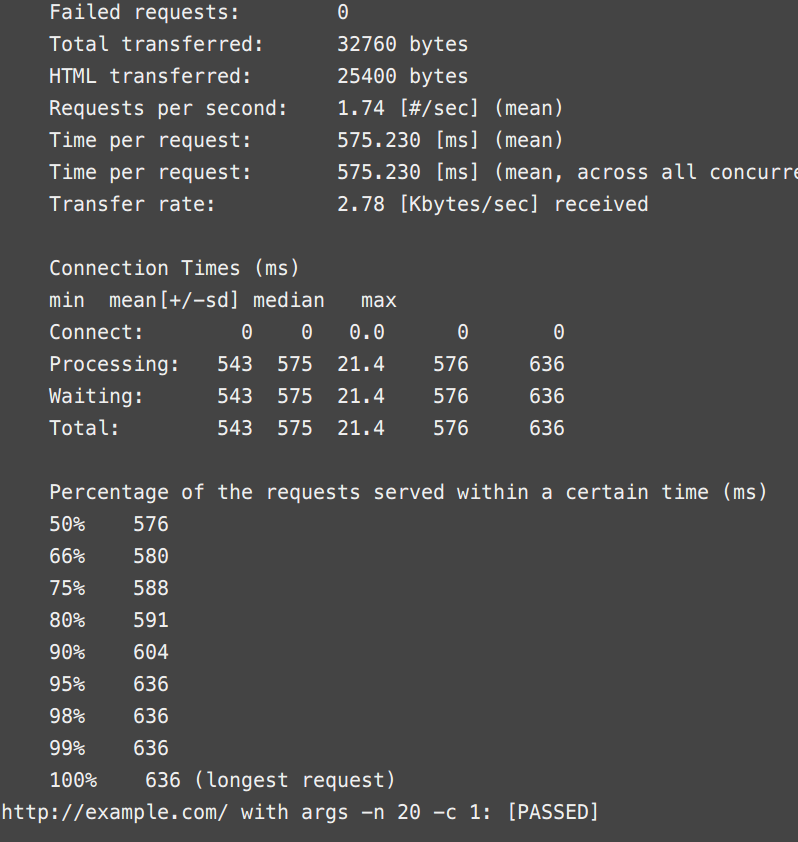 Failed requests:        0
Total transferred:      32760 bytes
HTML transferred:       25400 bytes
Requests per second:    1.74 [#/sec] (mean)
Time per request:       575.230 [ms] (mean)
Time per request:       575.230 [ms] (mean, across all concurre
Transfer rate:          2.78 [Kbytes/sec] received

Connection Times (ms)
min  mean[+/-sd] median   max
Connect:        0    0   0.0      0       0
Processing:   543  575  21.4    576     636
Waiting:      543  575  21.4    576     636
Total:        543  575  21.4    576     636

Percentage of the requests served within a certain time (ms)
50%    576
66%    580
75%    588
80%    591
90%    604
95%    636
98%    636
99%    636
100%    636 (longest request)
http://example.com/ with args -n 20 -c 1: [PASSED]